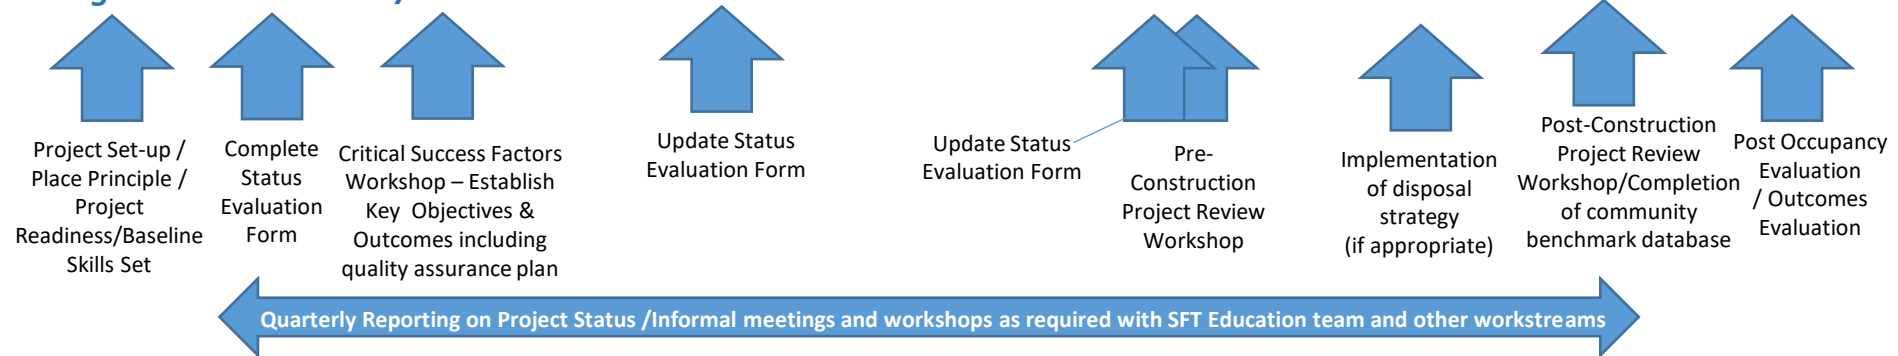 Project Set-up /
Place Principle /
Project
Readiness/Baseline
Skills Set
Complete
Status
Evaluation
Form
Critical Success Factors
Workshop – Establish
Key Objectives &
Outcomes including
quality assurance plan
Update Status
Evaluation Form
Update Status
Evaluation Form
Pre-
Construction
Project Review
Workshop
Implementation
of disposal
strategy
(if appropriate)
Post-Construction
Project Review
Workshop/Completion
of community
benchmark database
Post Occupancy
Evaluation
/ Outcomes
Evaluation
Quarterly Reporting on Project Status /Informal meetings and workshops as required with SFT Education team and other workstreams